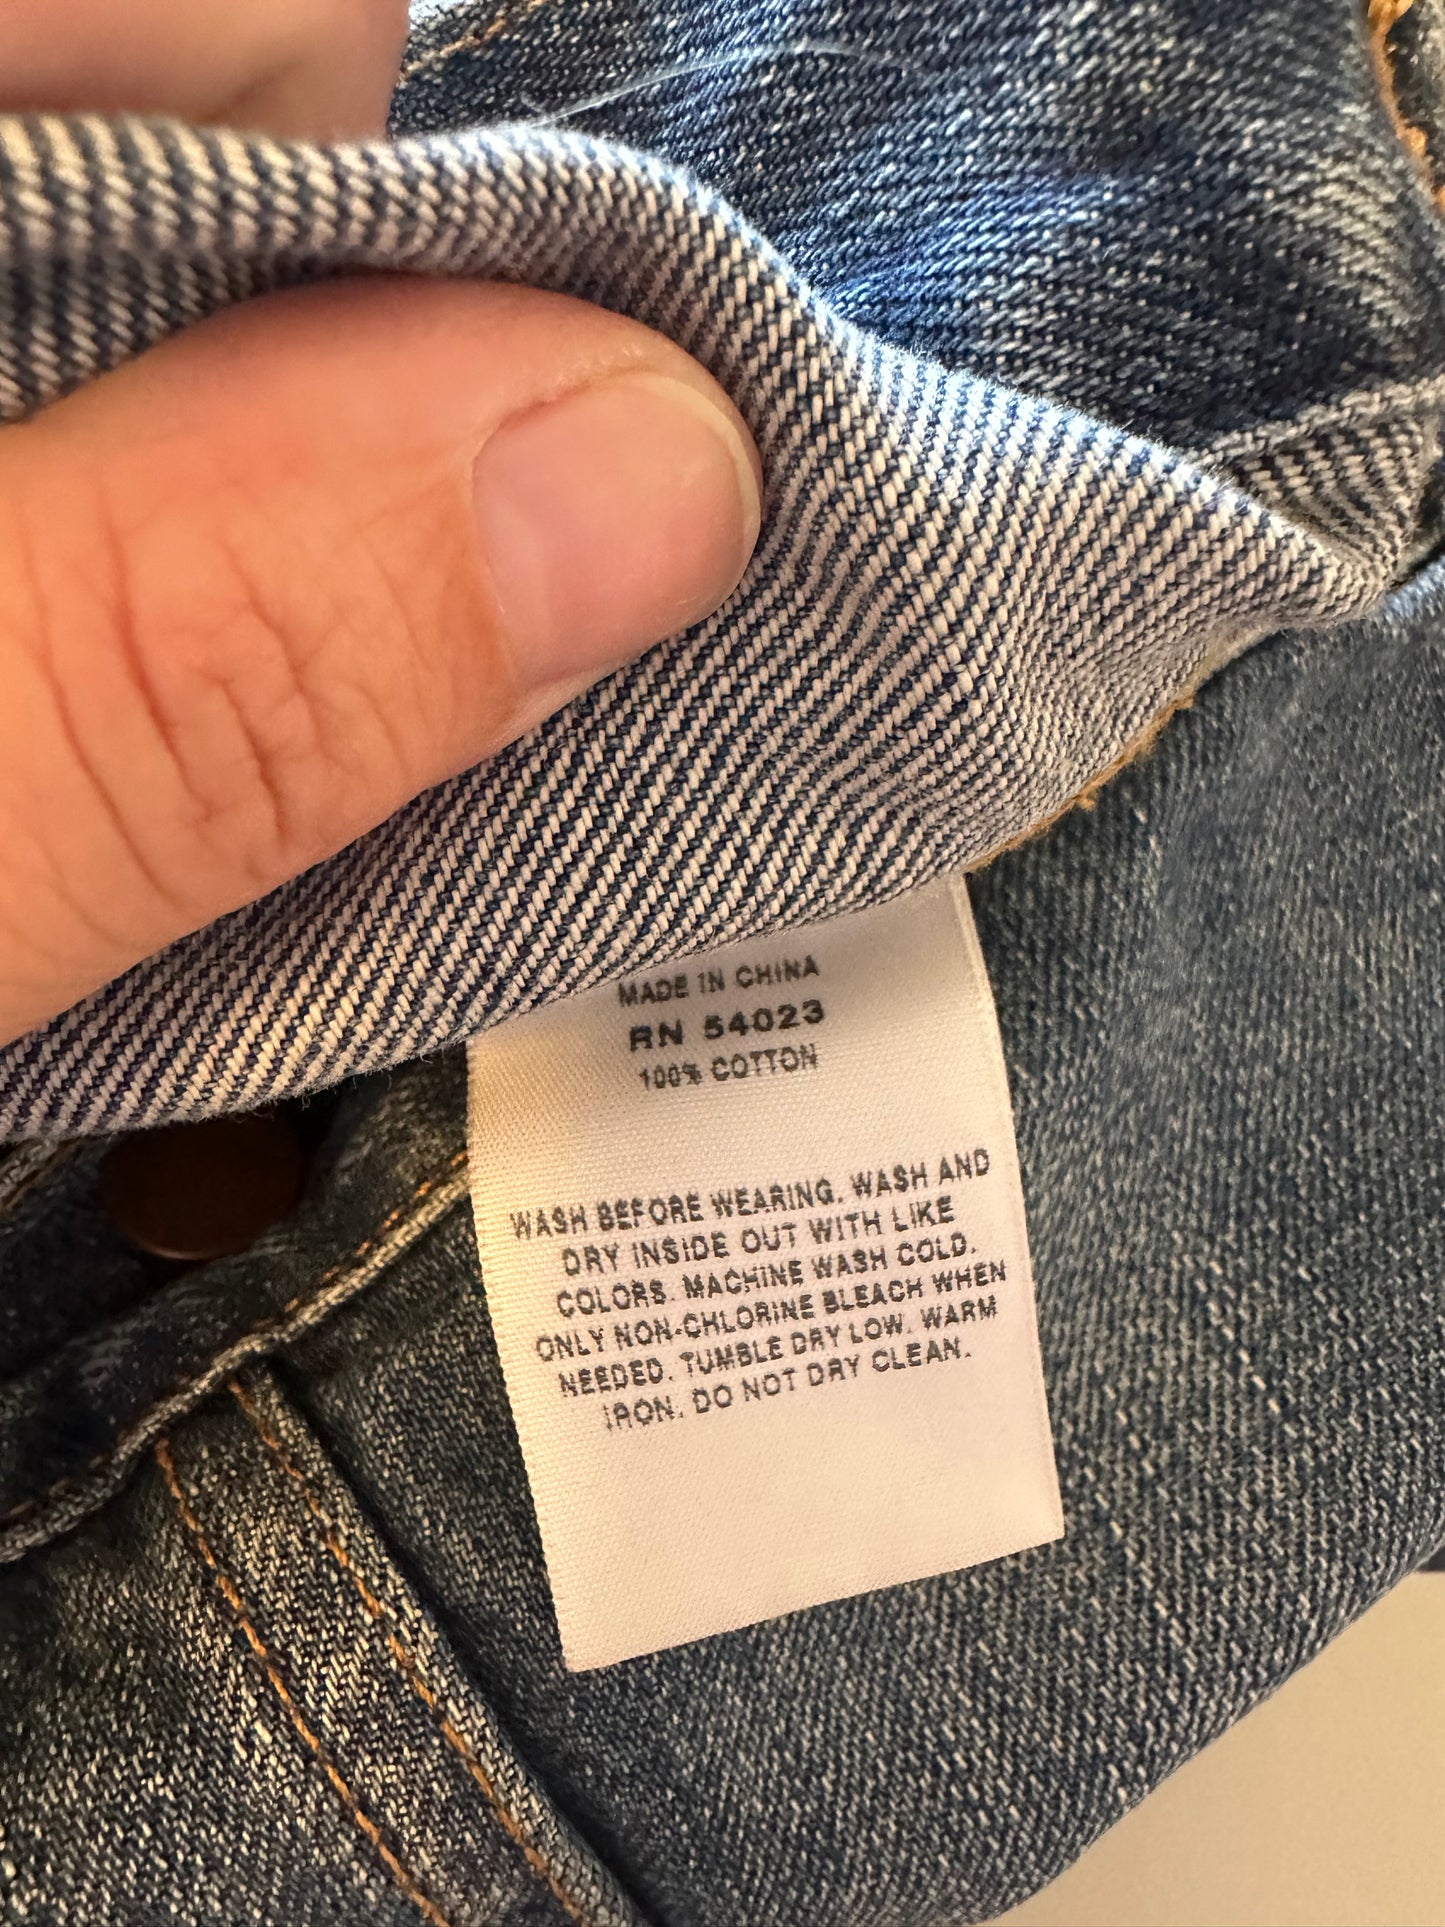 MADE IN CHINA
RN 54023
100% COTTON
WASH BEFORE WEARING. WASH AND
DRY INSIDE OUT WITH LIKE
COLORS. MACHINE WASH COLD.
ONLY NON-CHLORINE BLEACH WHEN
NEEDED. TUMBLE DRY LOW. WARM
IRON. DO NOT DRY CLEAN.